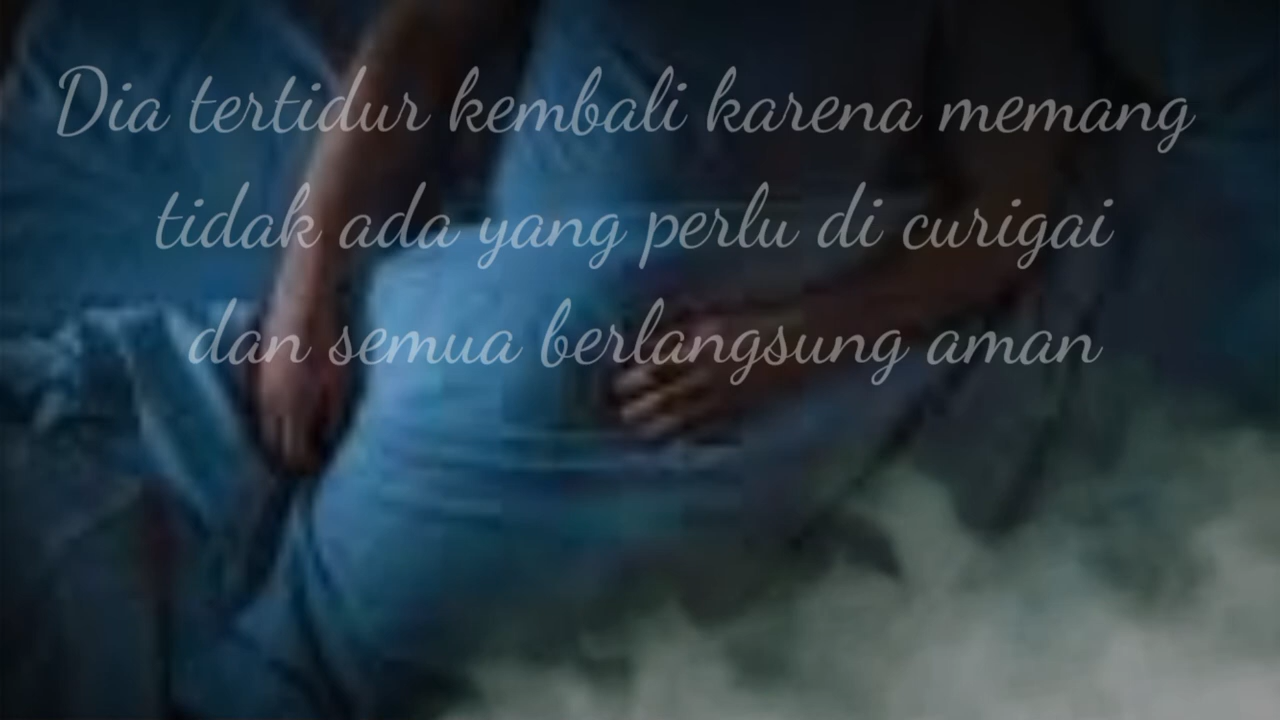 Dia tertidur kembali karena memang
tidak ada yang perlu di curigai
dan semua berlangsung aman